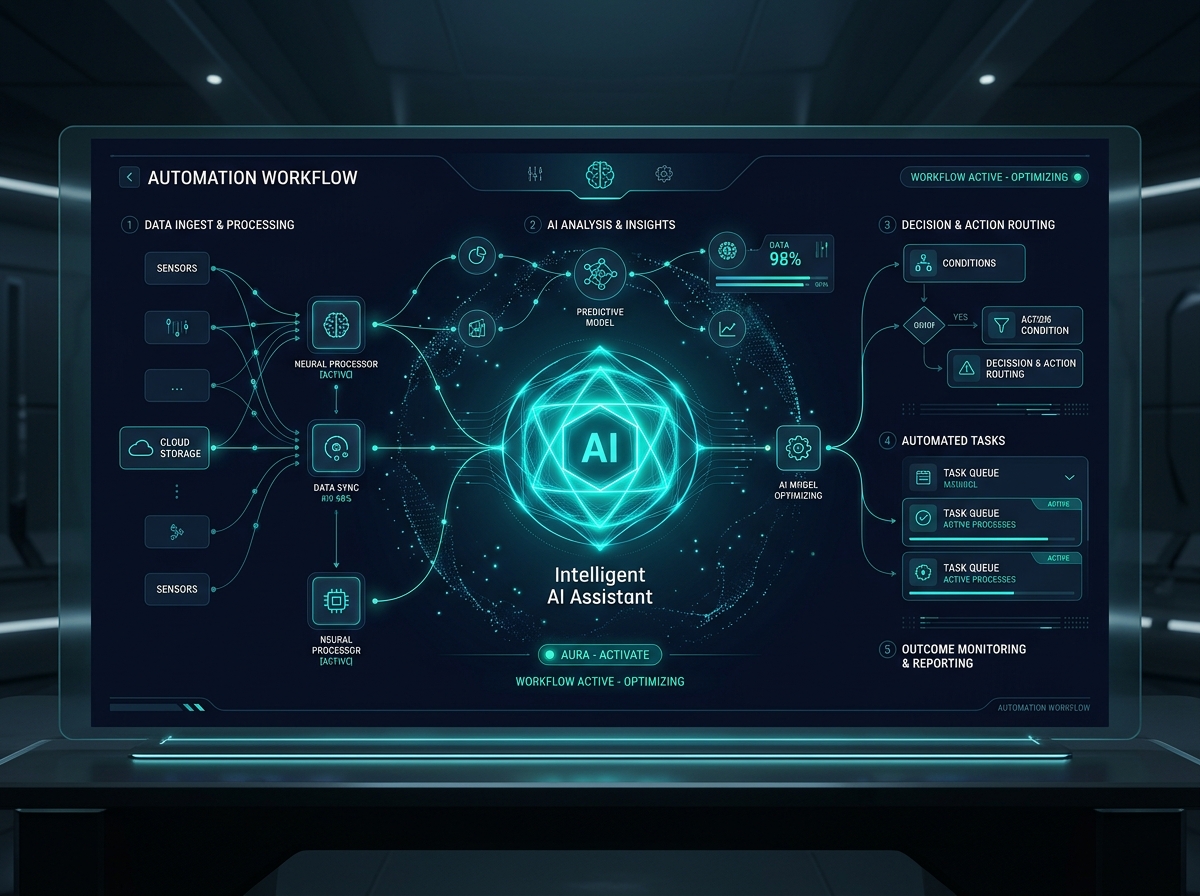 AUTOMATION WORKFLOW
WORKFLOW ACTIVE - OPTIMIZING
1 DATA INGEST & PROCESSING
SENSORS
...
CLOUD
STORAGE
SENSORS
NEURAL PROCESSOR
DATA SYNC
NSURAL
PROCESSOR
2 AI ANALYSIS & INSIGHTS
PREDICTIVE
MODEL
DATA
98%
AI
Intelligent
AI Assistant
AURA - ACTIVATE
WORKFLOW ACTIVE - OPTIMIZING
OPTYMIZING
3 DECISION & ACTION ROUTING
CONDITIONS
YES
CONDITION
DECISSION & ACTION
ROUTING
4 AUTOMATED TASKS
TASK QUEUE
TASK QUEUE
PROCESSES
TASK QUEUE
ACTIVE PROCESSES
ACTIVE
5 OUTCOME MONITORING
& REPORTING
AUTOMATION WORKFLOW